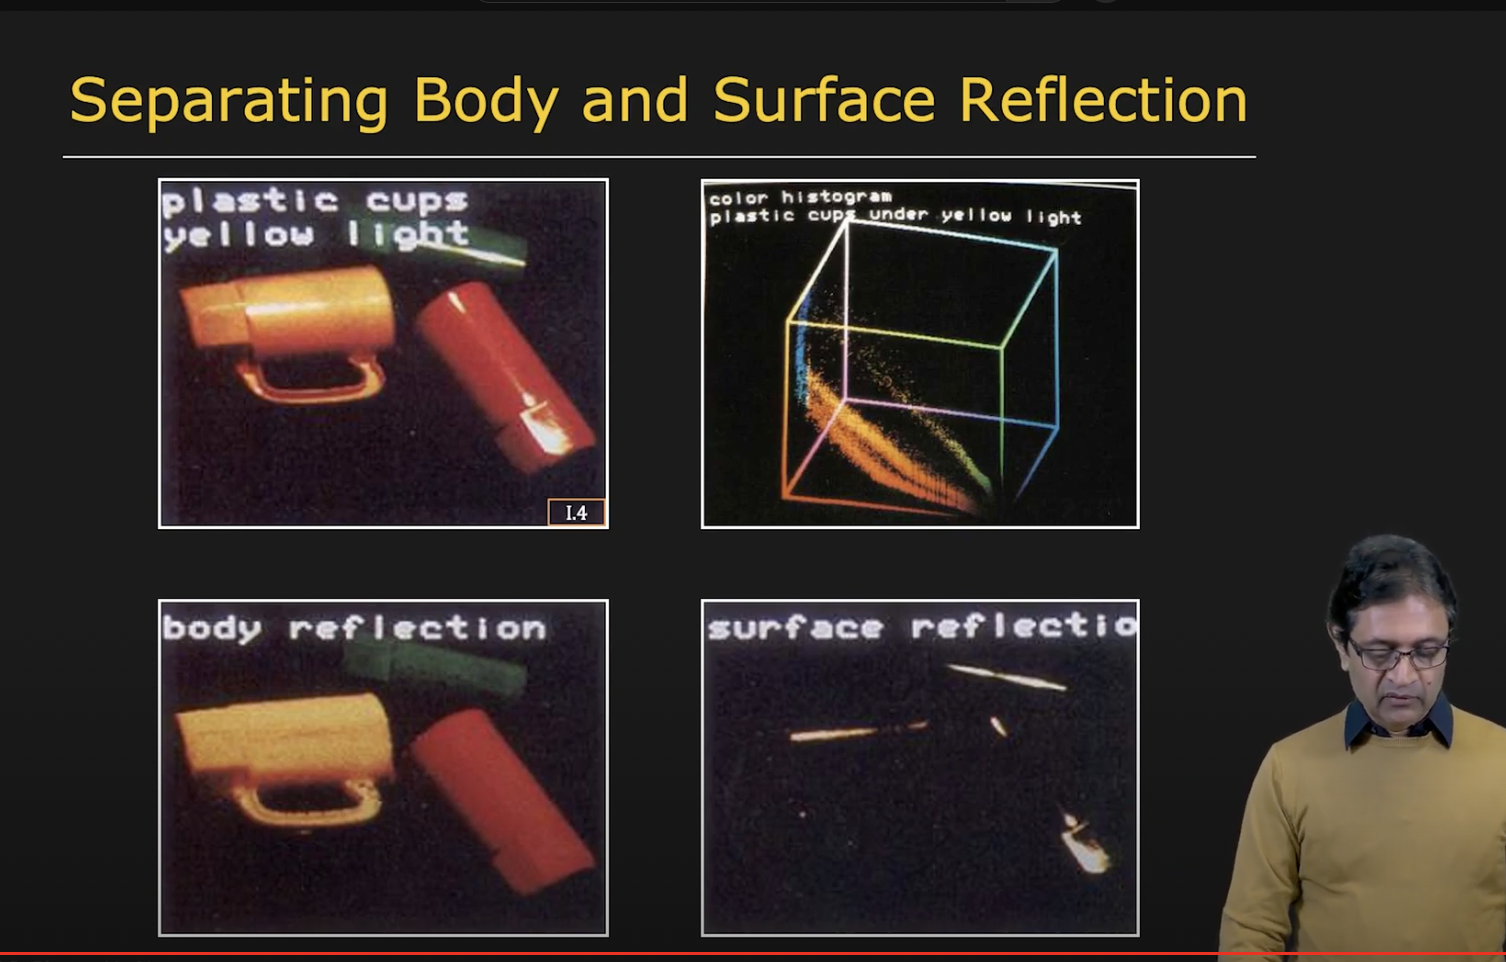 Separating Body and Surface Reflection
plastic cups
yellow light
I.4
color histogram
plastic cups under yellow light
body reflection
surface reflectio